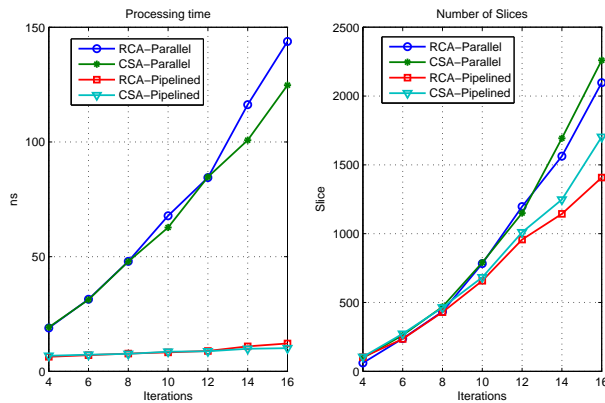 Processing time
150
100
50
0
ns
RCA-Parallel
CSA-Parallel
RCA-Pipelined
CSA-Pipelined
4 6 8 10 12 14 16
Iterations
Number of Slices
2500
2000
1500
1000
500
0
Slice
RCA-Parallel
CSA-Parallel
RCA-Pipelined
CSA-Pipelined
4 6 8 10 12 14 16
Iterations